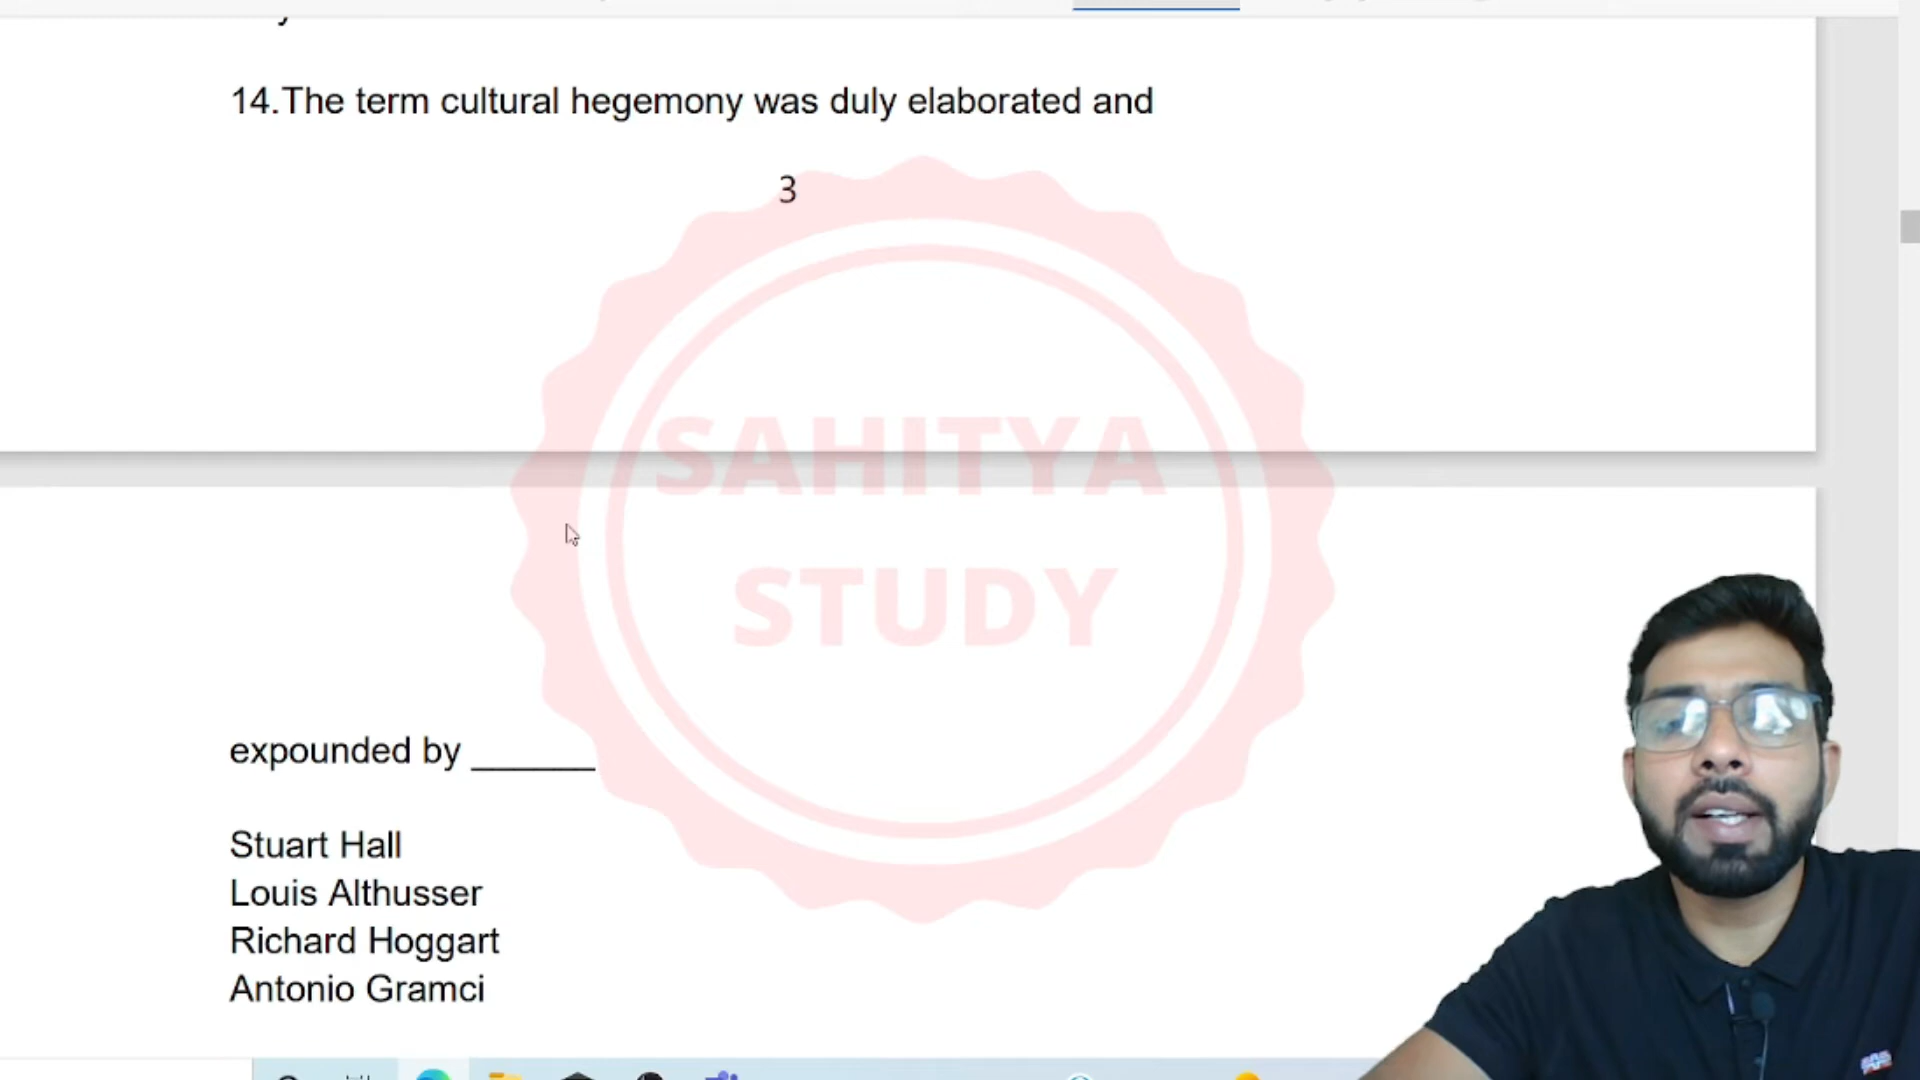 14.The term cultural hegemony was duly elaborated and
3
SAHITYA
STUDY
expounded by ______
Stuart Hall
Louis Althusser
Richard Hoggart
Antonio Gramci